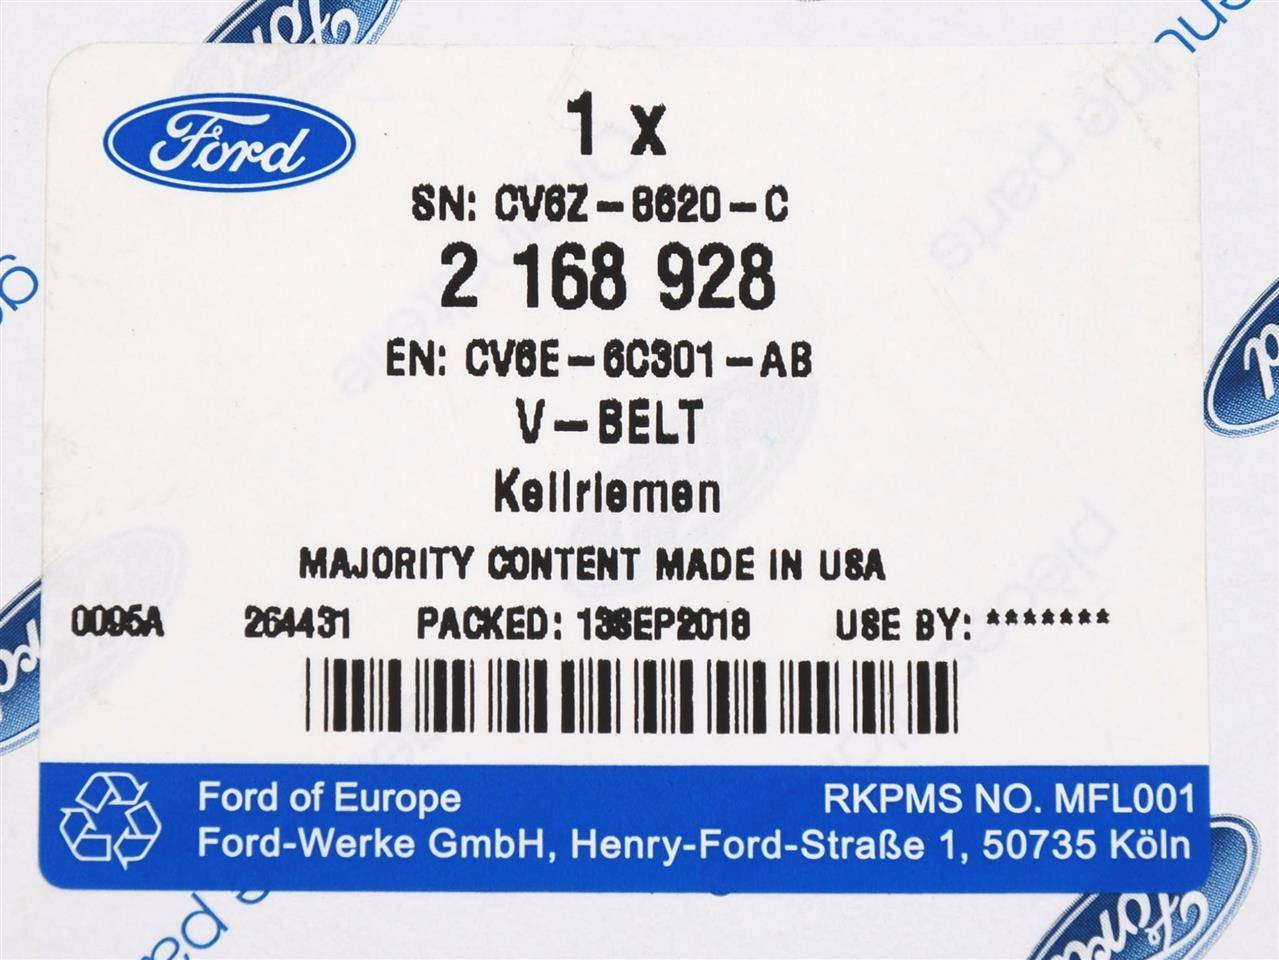 Ford
1 x
SN: CV6Z-8620-C
2 168 928
EN: CV6E-6C301-AB
V-BELT
Keilriemen
MAJORITY CONTENT MADE IN USA
0095A 264431 PACKED: 13SEP2018 USE BY: *******
Ford of Europe RKPMS NO. MFL001
Ford-Werke GmbH, Henry-Ford-Straße 1, 50735 Köln